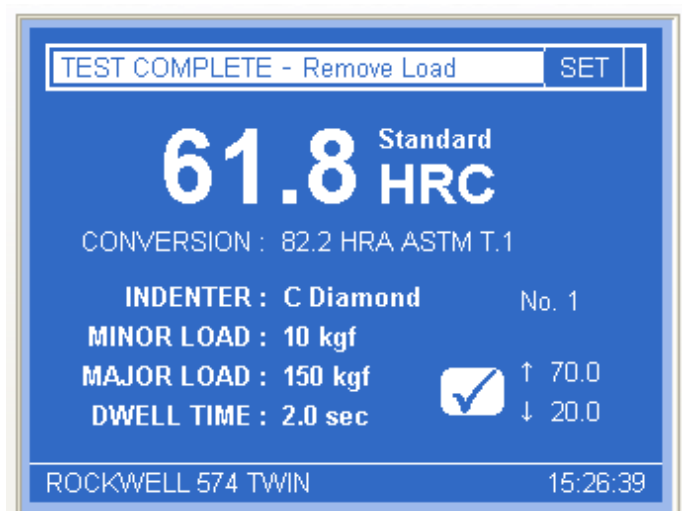 TEST COMPLETE - Remove Load SET
61.8 Standard HRC
CONVERSION : 82.2 HRA ASTM T.1
INDENTER : C Diamond No. 1
MINOR LOAD : 10 kgf
MAJOR LOAD : 150 kgf ↑ 70.0
DWELL TIME : 2.0 sec ↓ 20.0
ROCKWELL 574 TWIN 15:26:39